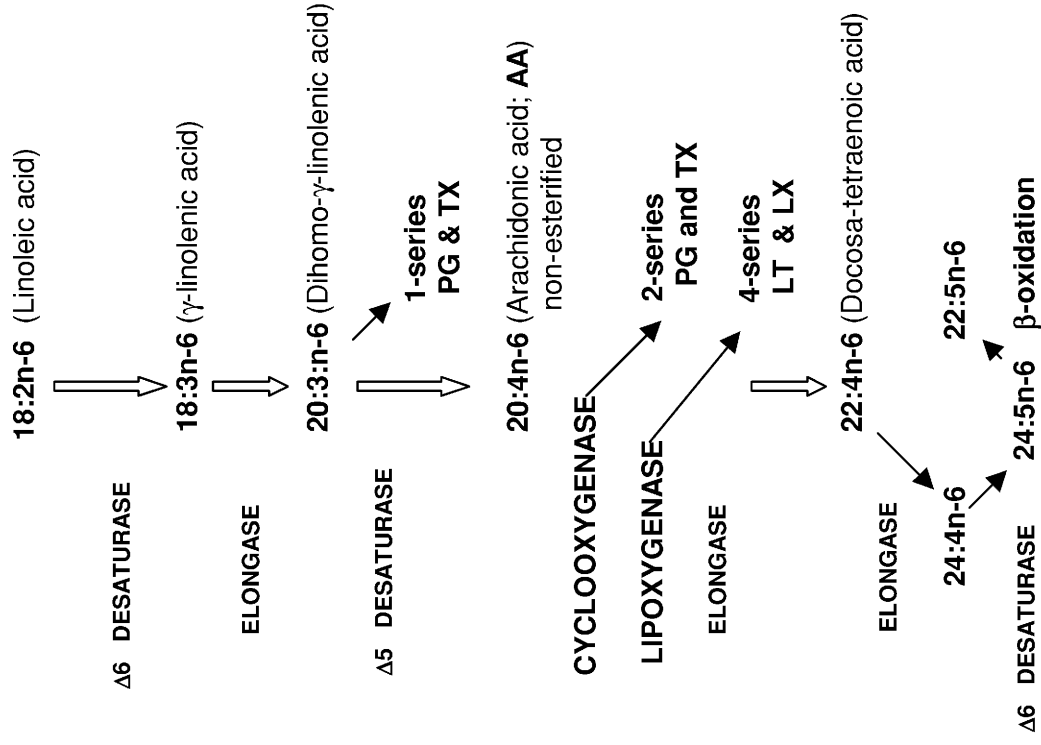 18:2n-6 (Linoleic acid)
Δ6 DESATURASE
18:3n-6 (γ-linolenic acid)
ELONGASE
20:3:n-6 (Dihomo-γ-linolenic acid)
Δ5 DESATURASE
1-series
PG & TX
20:4n-6 (Arachidonic acid; AA)
non-esterified
CYCLOOXYGENASE
2-series
PG and TX
LIPOXYGENASE
4-series
LT & LX
ELONGASE
22:4n-6 (Docosa-tetraenoic acid)
ELONGASE
24:4n-6
22:5n-6
Δ6 DESATURASE
24:5n-6
β-oxidation